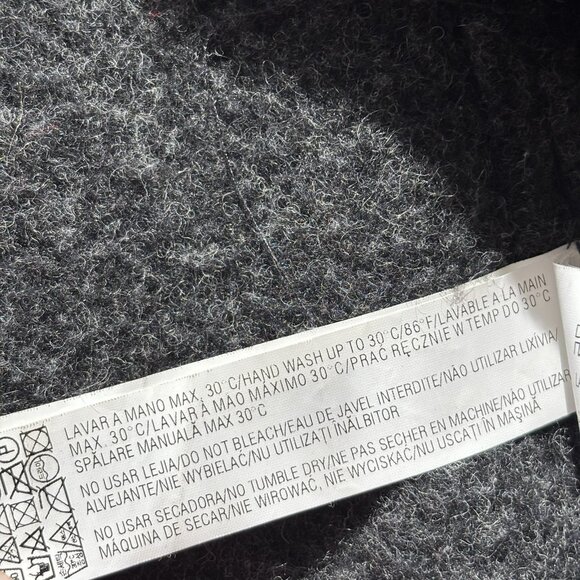 LAVAR A MANO MAX. 30°C/HAND WASH UP TO 30°C/86°F/LAVABLE A LA MAIN
MAX. 30°C/LAVAR À MAO MÁXIMO 30°C/PRAĆ RĘCZNIE W TEMP DO 30°C
SPĂLARE MANUALĂ MAX 30°C
NO USAR LEJIA/DO NOT BLEACH/EAU DE JAVEL INTERDITE/NÃO UTILIZAR LIXÍVIA/
ALVEJANTE/NIE WYBIELAĆ/NU UTILIZAȚI ÎNĂLBITOR
NO USAR SECADORA/NO TUMBLE DRY/NE PAS SECHER EN MACHINE/NÃO UTILIZAR
MÁQUINA DE SECAR/NIE WIROWAĆ, NIE WYCISKAĆ/NU USCATI ÎN MAȘINĂ